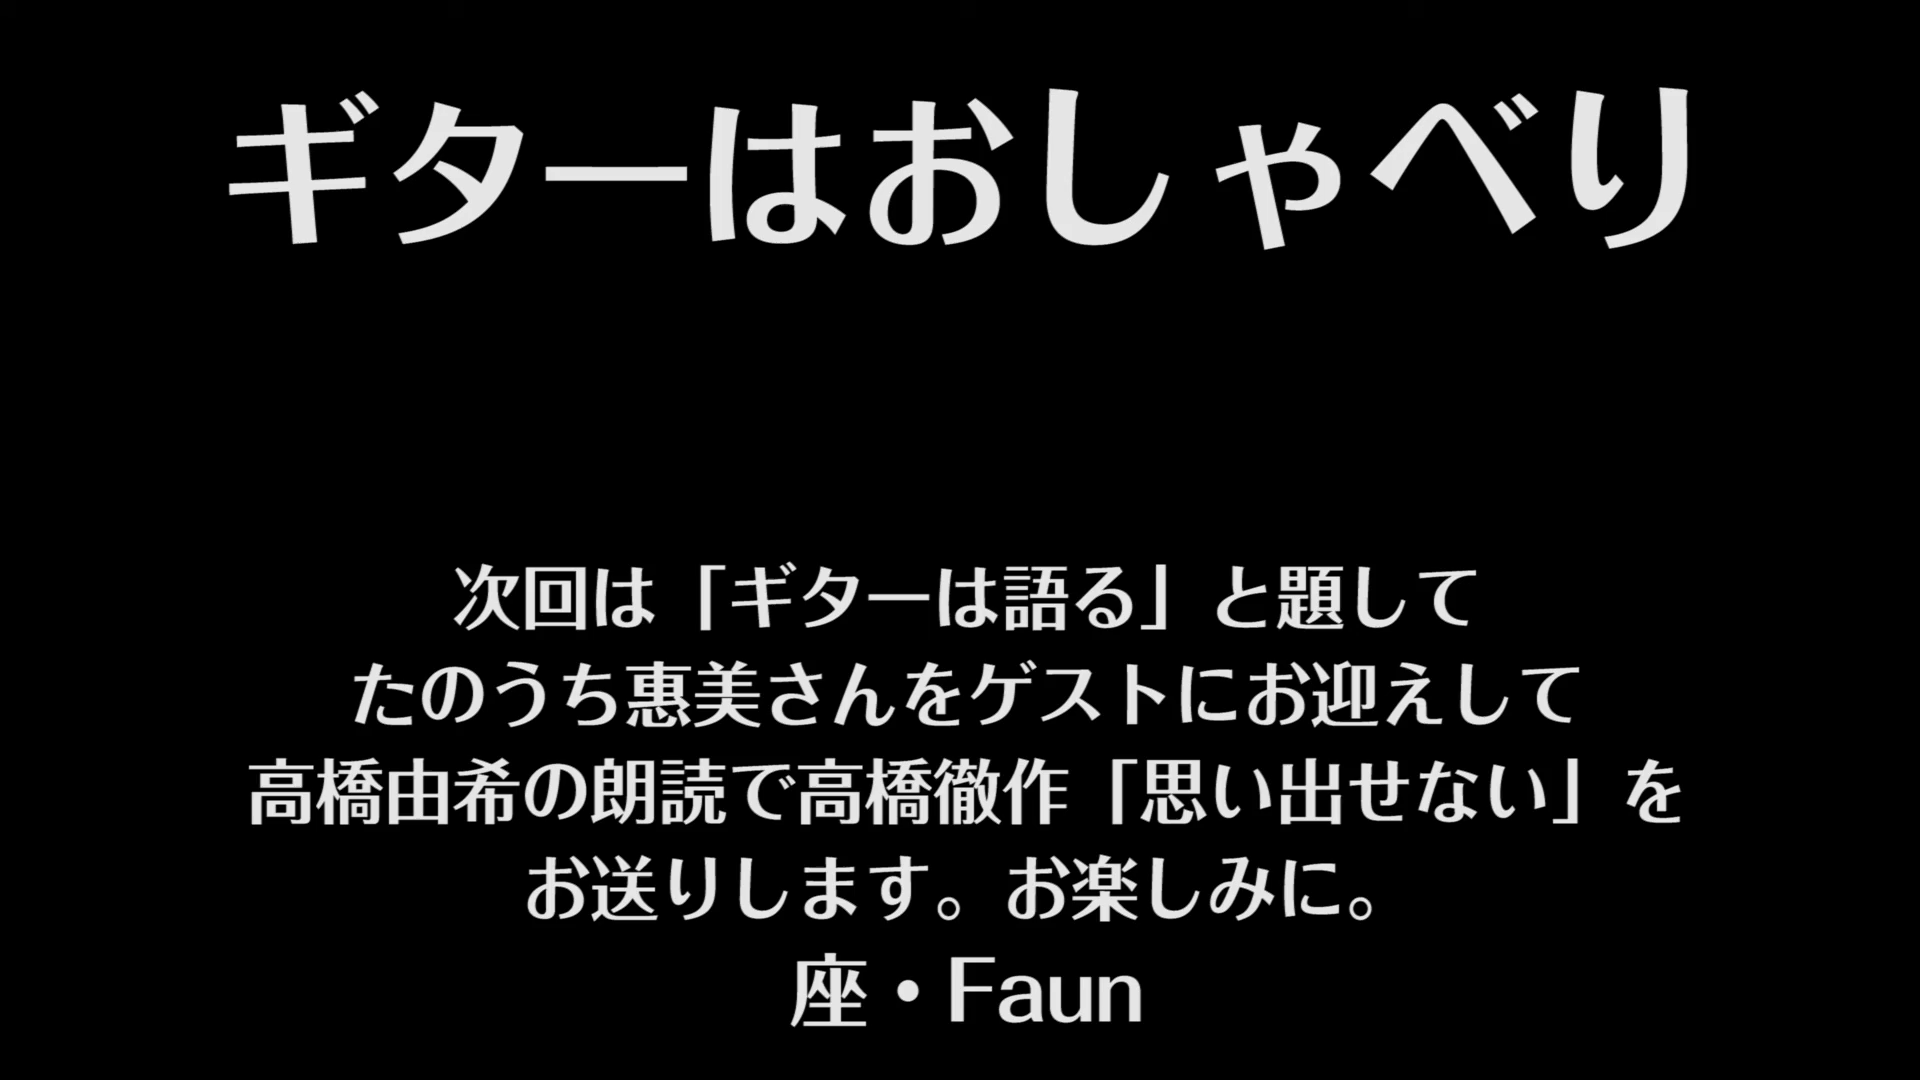 ギターはおしゃべり
次回は「ギターは語る」と題して
たのうち惠美さんをゲストにお迎えして
高橋由希の朗読で高橋徹作「思い出せない」を
お送りします。お楽しみに。
座・Faun